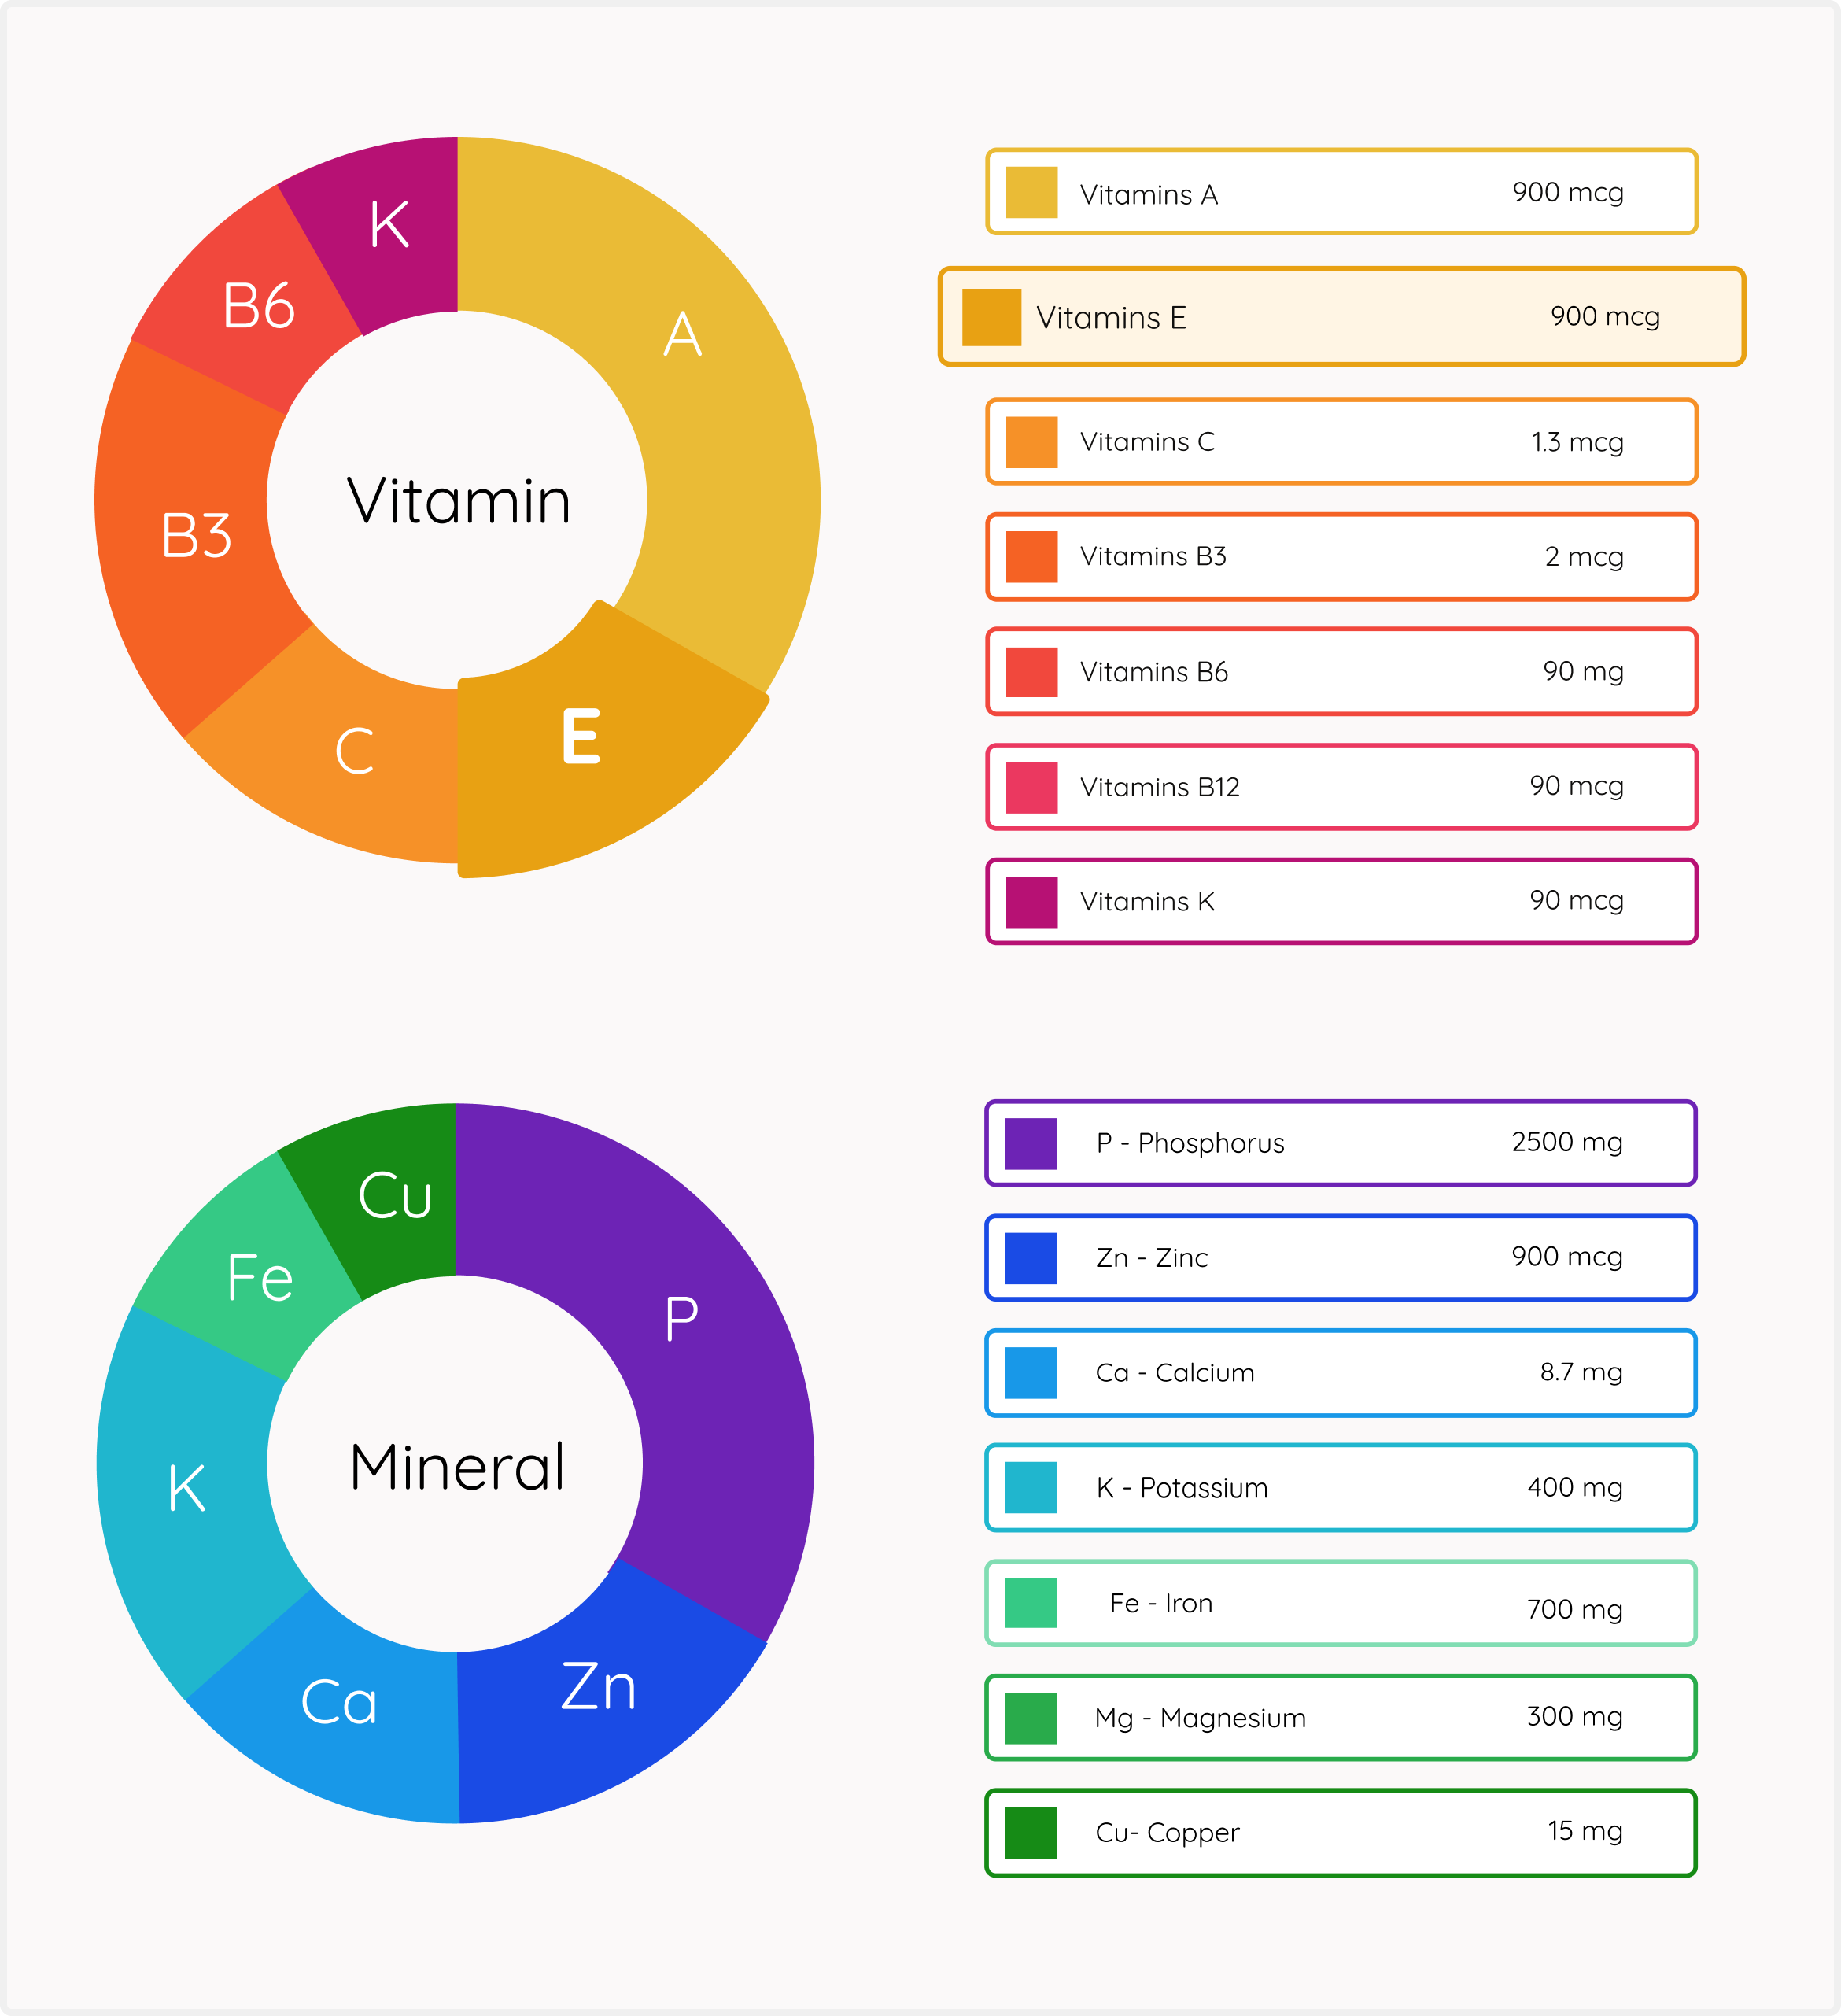 K
A
B6
B3
Vitamin
E
C
Vitamins A 900 mcg
Vitamins E 900 mcg
Vitamins C 1.3 mcg
Vitamins B3 2 mcg
Vitamins B6 90 mg
Vitamins B12 90 mcg
Vitamins K 90 mcg
Cu
Fe
P
K
Mineral
Zn
Ca
P - Phosphorus 2500 mg
Zn - Zinc 900 mcg
Ca - Calcium 8.7 mg
K - Potassium 400 mg
Fe - Iron 700 mg
Mg - Magnesium 300 mg
Cu- Copper 15 mg